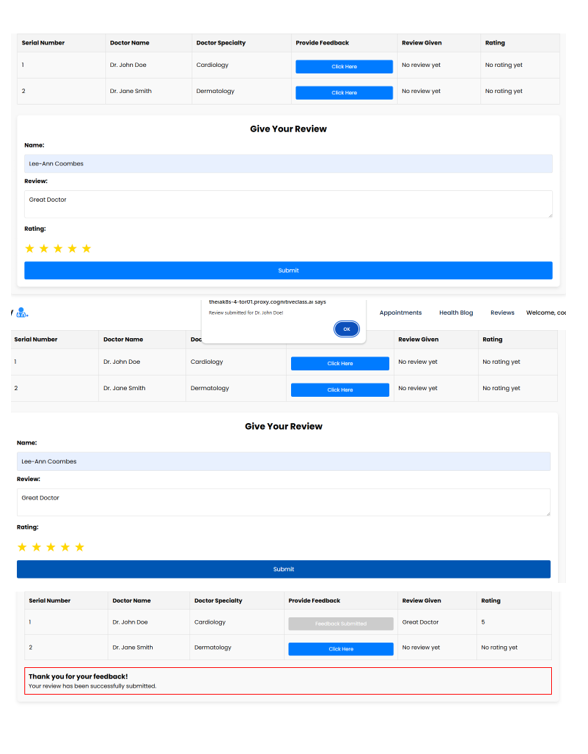 Serial Number Doctor Name Doctor Specialty Provide Feedback Review Given Rating
1 Dr. John Doe Cardiology Click Here No review yet No rating yet
2 Dr. Jane Smith Dermatology Click Here No review yet No rating yet
Give Your Review
Name:
Lee-Ann Coombes
Review:
Great Doctor
Rating:
Submit
theiak8s-4-tor01.proxy.cognitiveclass.ai says
Review submitted for Dr. John Doe!
OK
Appointments Health Blog Reviews Welcome, coo
Serial Number Doctor Name Doc Review Given Rating
1 Dr. John Doe Cardiology Click Here No review yet No rating yet
2 Dr. Jane Smith Dermatology Click Here No review yet No rating yet
Give Your Review
Name:
Lee-Ann Coombes
Review:
Great Doctor
Rating:
Submit
Serial Number Doctor Name Doctor Specialty Provide Feedback Review Given Rating
1 Dr. John Doe Cardiology Feedback Submitted Great Doctor 5
2 Dr. Jane Smith Dermatology Click Here No review yet No rating yet
Thank you for your feedback!
Your review has been successfully submitted.